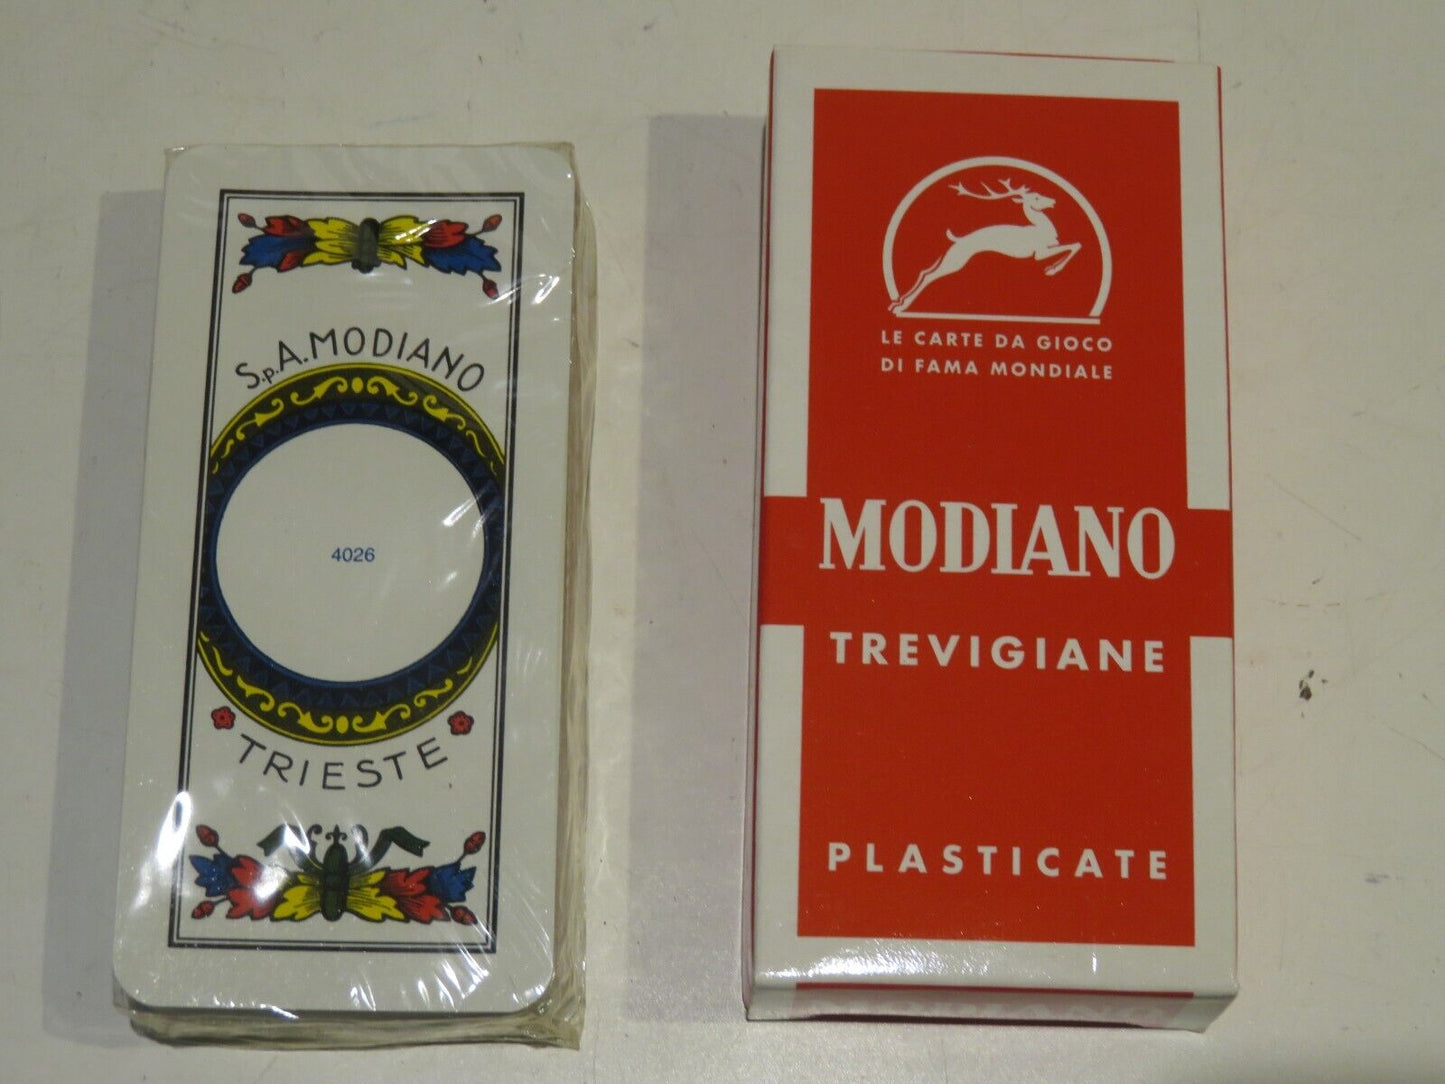 S.p.A. MODIANO
4026
TRIESTE
LE CARTE DA GIOCO
DI FAMA MONDIALE
MODIANO
TREVIGIANE
PLASTICATE